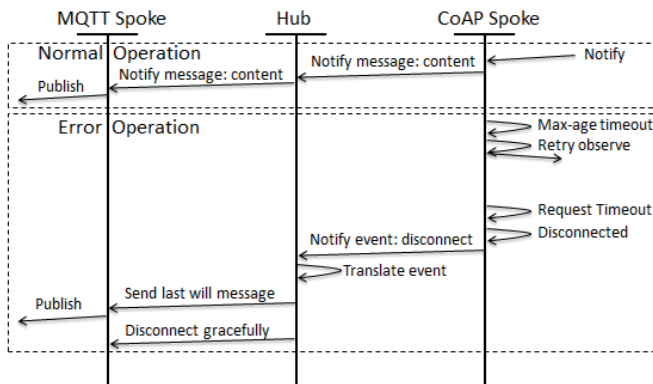 MQTT Spoke Hub CoAP Spoke
Normal Operation
Notify
Notify message: content
Notify message: content
Publish
Error Operation
Max-age timeout
Retry observe
Request Timeout
Disconnected
Notify event: disconnect
Translate event
Send last will message
Publish
Disconnect gracefully